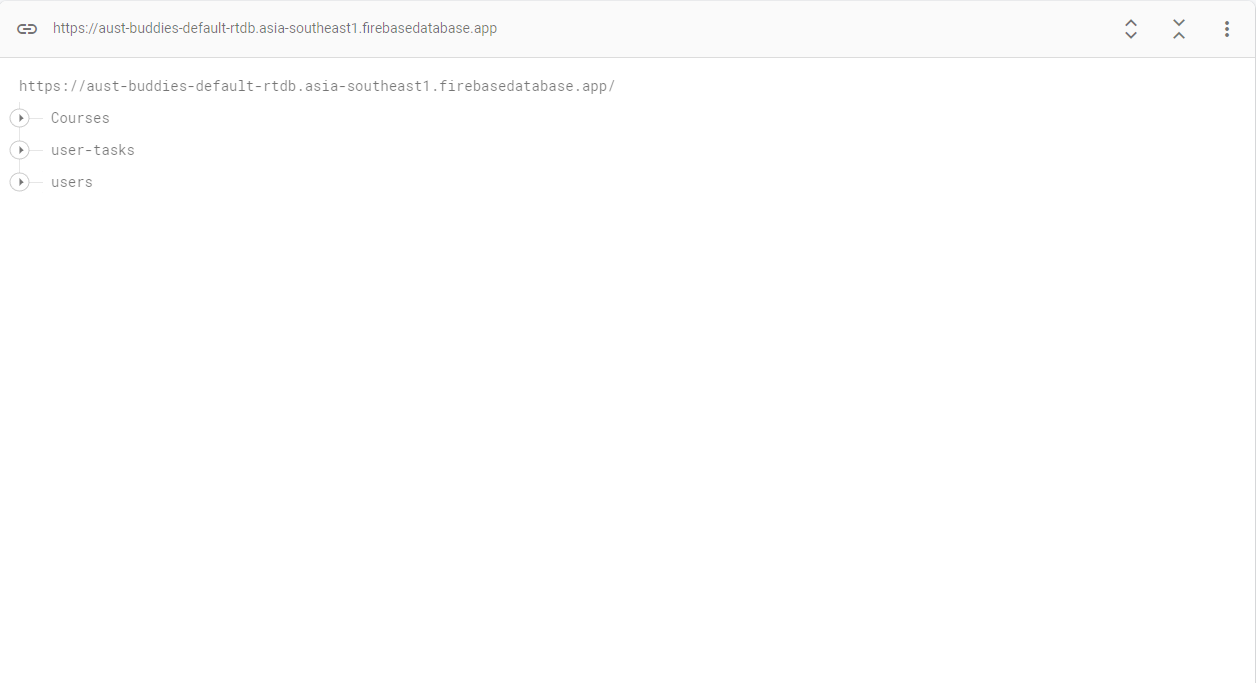 https://aust-buddies-default-rtdb.asia-southeast1.firebasedatabase.app
https://aust-buddies-default-rtdb.asia-southeast1.firebasedatabase.app/
Courses
user-tasks
users